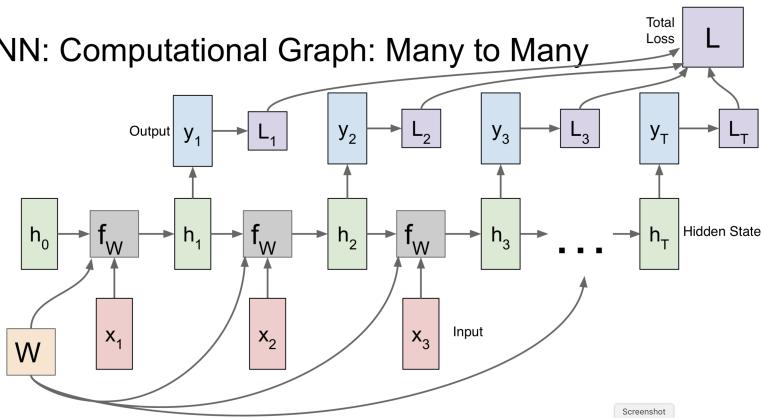 NN: Computational Graph: Many to Many
Total
Loss
L
Output
y1
L1
y2
L2
y3
L3
yT
LT
h0
fW
h1
fW
h2
fW
h3
...
hT
Hidden State
W
x1
x2
x3
Input
Screenshot